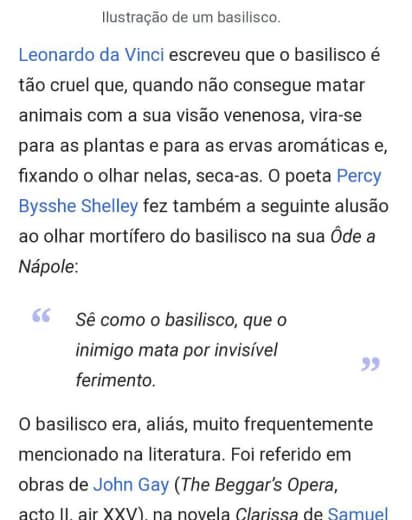 Ilustração de um basilisco.
Leonardo da Vinci escreveu que o basilisco é
tão cruel que, quando não consegue matar
animais com a sua visão venenosa, vira-se
para as plantas e para as ervas aromáticas e,
fixando o olhar nelas, seca-as. O poeta Percy
Bysshe Shelley fez também a seguinte alusão
ao olhar mortífero do basilisco na sua Ôde a
Nápole:
“ Sê como o basilisco, que o
inimigo mata por invisível
ferimento. ”
O basilisco era, aliás, muito frequentemente
mencionado na literatura. Foi referido em
obras de John Gay (The Beggar’s Opera,
acto II, air XXV), na novela Clarissa de Samuel